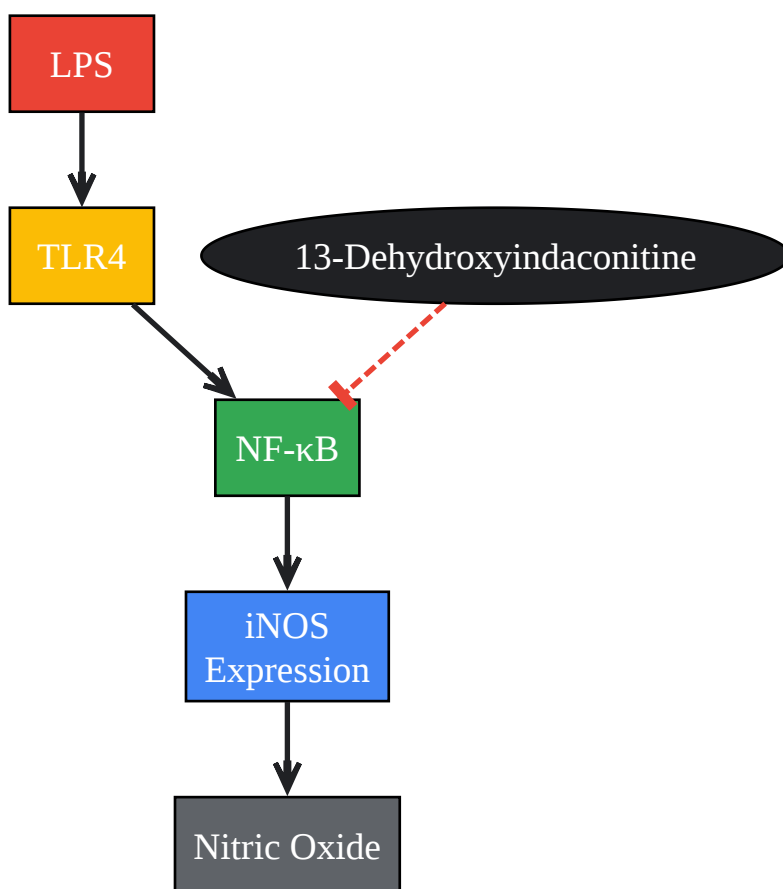 LPS
TLR4
13-Dehydroxyindaconitine
NF-κB
iNOS
Expression
Nitric Oxide